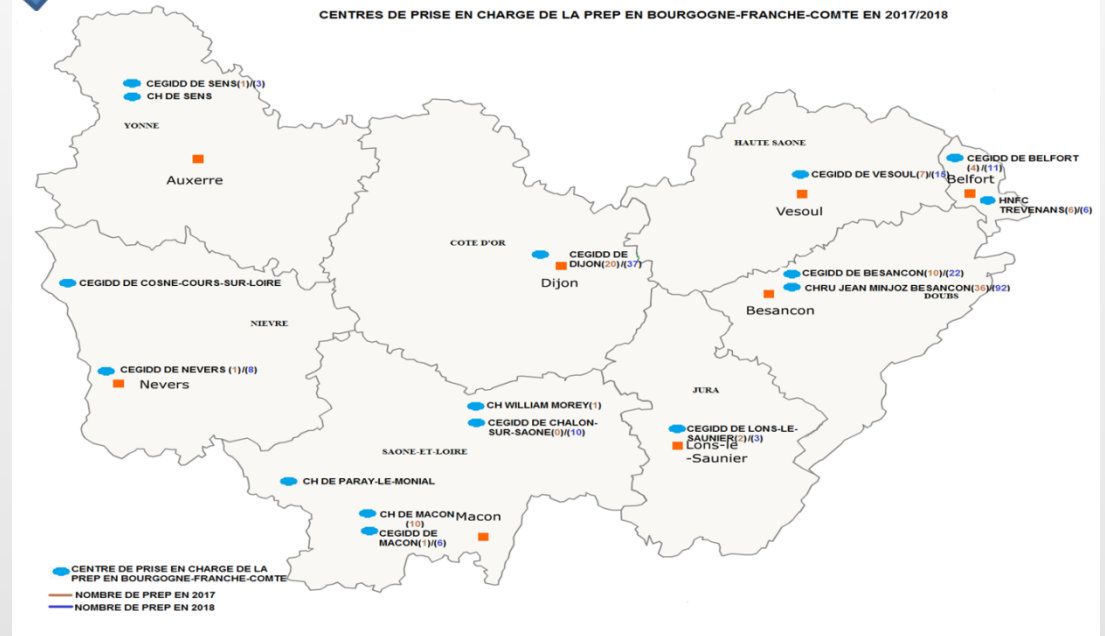 CENTRES DE PRISE EN CHARGE DE LA PREP EN BOURGOGNE-FRANCHE-COMTE EN 2017/2018
CEGIDD DE SENS(1)/(3)
CH DE SENS
YONNE
Auxerre
HAUTE SAONE
CEGIDD DE VESOUL(7)/(15)
Vesoul
CEGIDD DE BELFORT
(4)/(11)
Belfort
HNFC
TREVENANS(6)/(6)
COTE D'OR
CEGIDD DE
DIJON(20)/(37)
Dijon
CEGIDD DE BESANCON(10)/(22)
CHRU JEAN MINJOZ BESANCON(36)/(92)
DOUBS
Besancon
CEGIDD DE COSNE-COURS-SUR-LOIRE
NIEVRE
CEGIDD DE NEVERS (1)/(8)
Nevers
JURA
CEGIDD DE LONS-LE-
SAUNIER(2)/(3)
Lons-le
-Saunier
CH WILLIAM MOREY(1)
CEGIDD DE CHALON-
SUR-SAONE(0)/(10)
SAONE-ET-LOIRE
CH DE PARAY-LE-MONIAL
CH DE MACON
(10)
Macon
CEGIDD DE
MACON(1)/(6)
CENTRE DE PRISE EN CHARGE DE LA
PREP EN BOURGOGNE-FRANCHE-COMTE
NOMBRE DE PREP EN 2017
NOMBRE DE PREP EN 2018